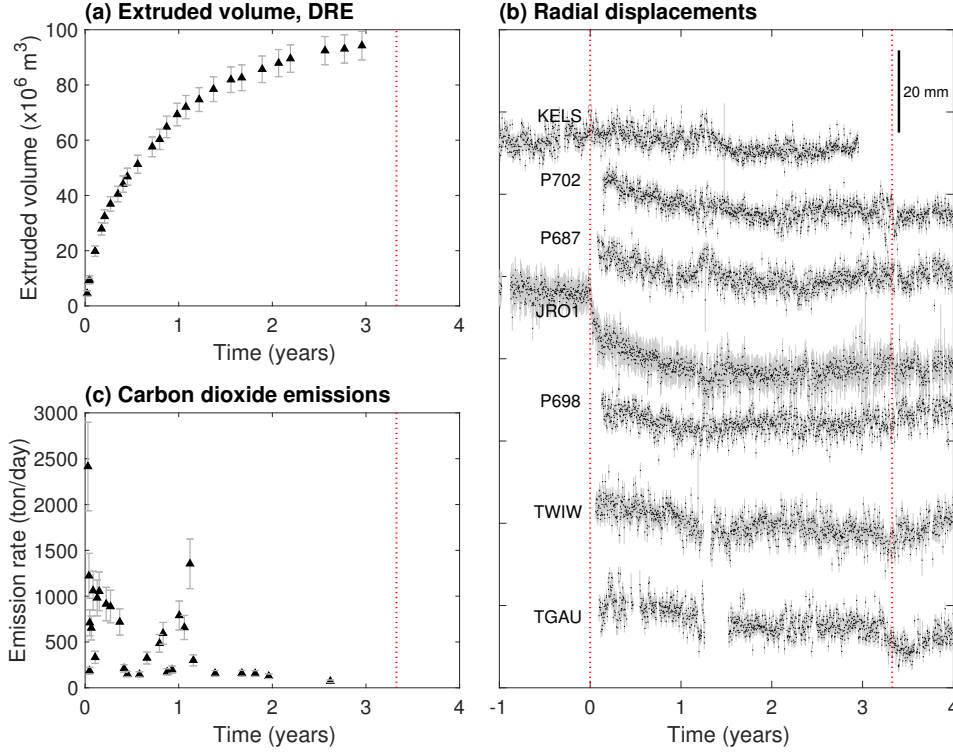 (a) Extruded volume, DRE
Extruded volume (x10⁶ m³)
100
80
60
40
20
0
0 1 2 3 4
Time (years)
(b) Radial displacements
20 mm
KELS
P702
P687
JRO1
P698
TWIW
TGAU
-1 0 1 2 3 4
Time (years)
(c) Carbon dioxide emissions
Emission rate (ton/day)
3000
2500
2000
1500
1000
500
0
0 1 2 3 4
Time (years)